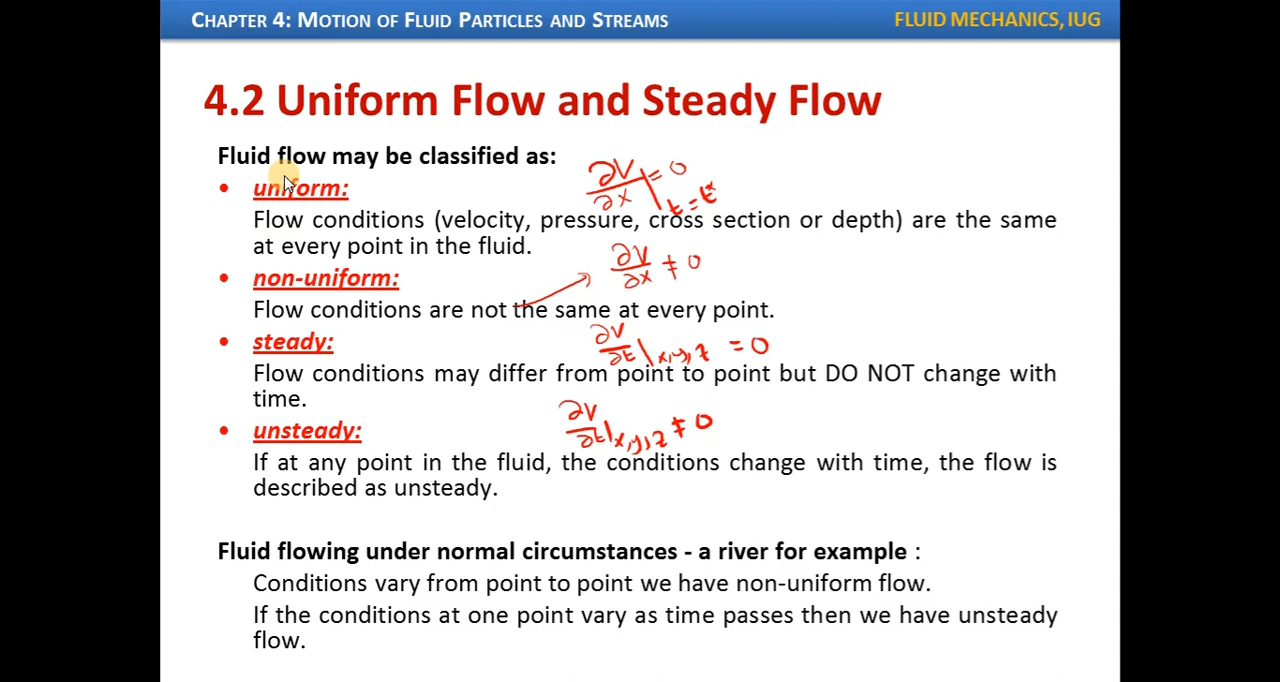 CHAPTER 4: MOTION OF FLUID PARTICLES AND STREAMS
FLUID MECHANICS, IUG
4.2 Uniform Flow and Steady Flow
Fluid flow may be classified as:
• uniform:
∂V/∂x |t=t* = 0
Flow conditions (velocity, pressure, cross section or depth) are the same
at every point in the fluid.
∂V/∂x ≠ 0
• non-uniform:
Flow conditions are not the same at every point.
• steady:
∂V/∂t |x,y,z = 0
Flow conditions may differ from point to point but DO NOT change with
time.
• unsteady:
∂V/∂t |x,y,z ≠ 0
If at any point in the fluid, the conditions change with time, the flow is
described as unsteady.
Fluid flowing under normal circumstances - a river for example :
Conditions vary from point to point we have non-uniform flow.
If the conditions at one point vary as time passes then we have unsteady
flow.